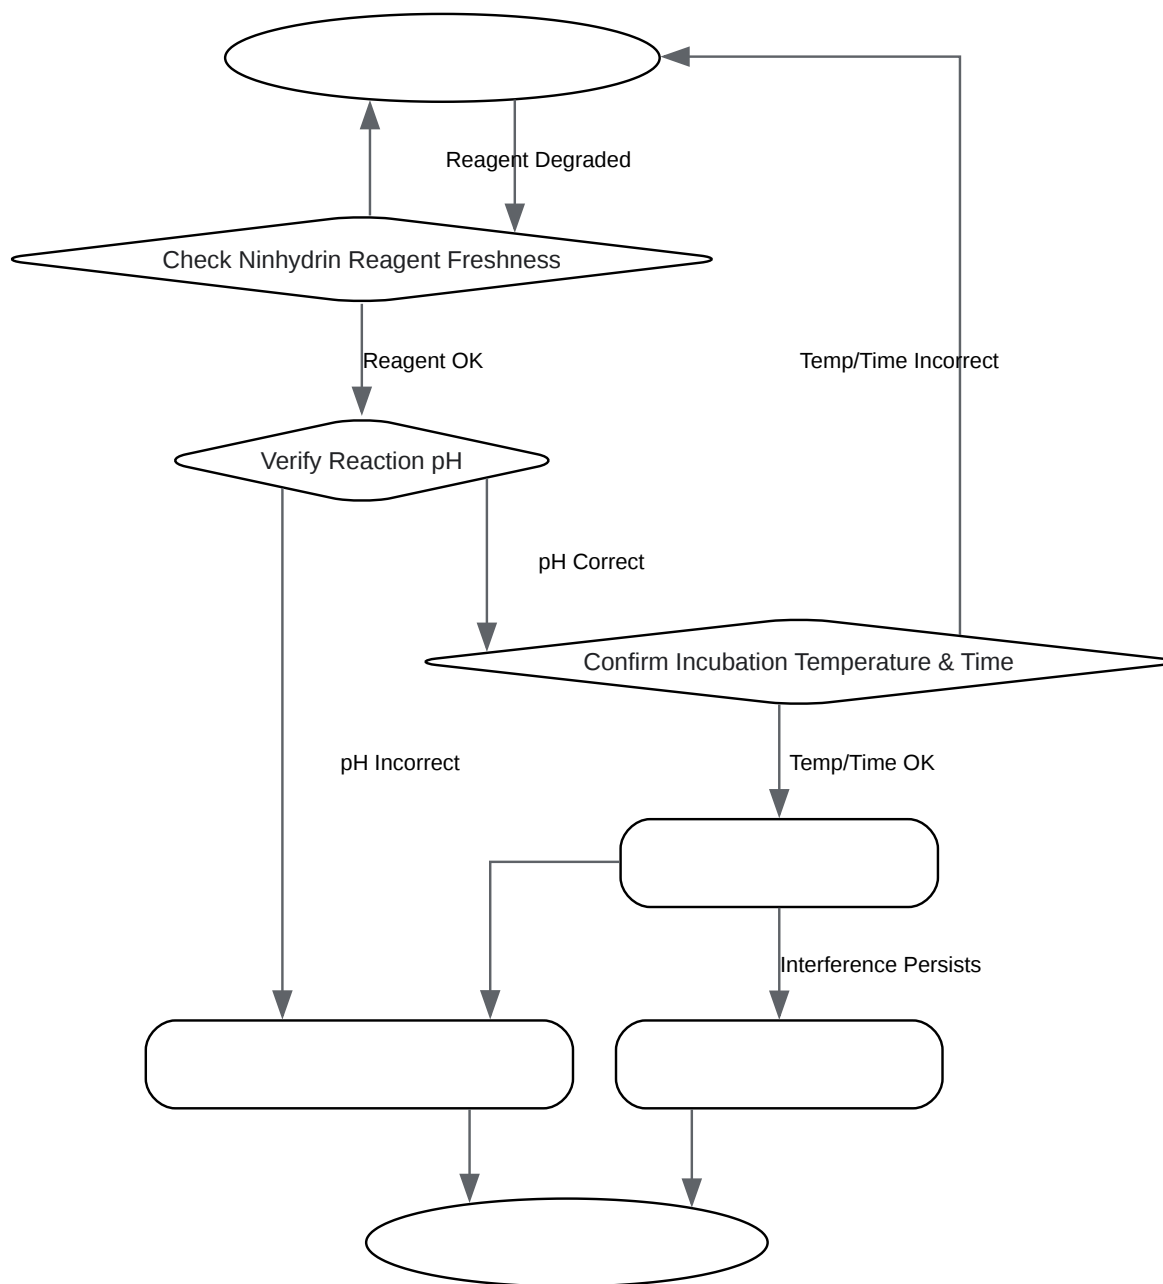 Reagent Degraded
Check Ninhydrin Reagent Freshness
Reagent OK
Temp/Time Incorrect
Verify Reaction pH
pH Correct
Confirm Incubation Temperature & Time
pH Incorrect
Temp/Time OK
Interference Persists